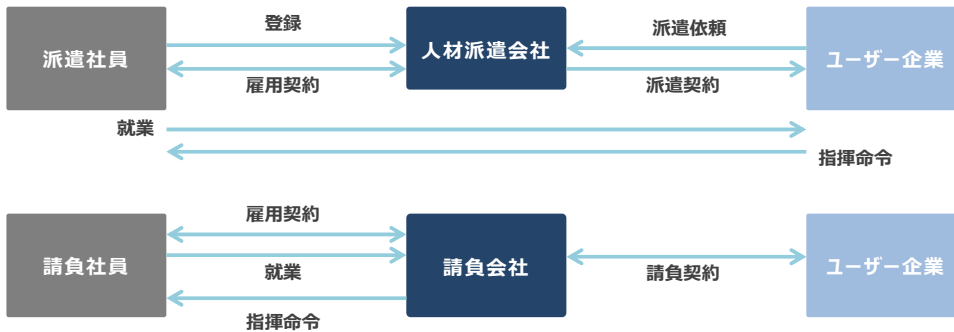 登録
派遣依頼
派遣社員
人材派遣会社
ユーザー企業
雇用契約
派遣契約
就業
指揮命令
雇用契約
請負社員
請負会社
ユーザー企業
就業
請負契約
指揮命令